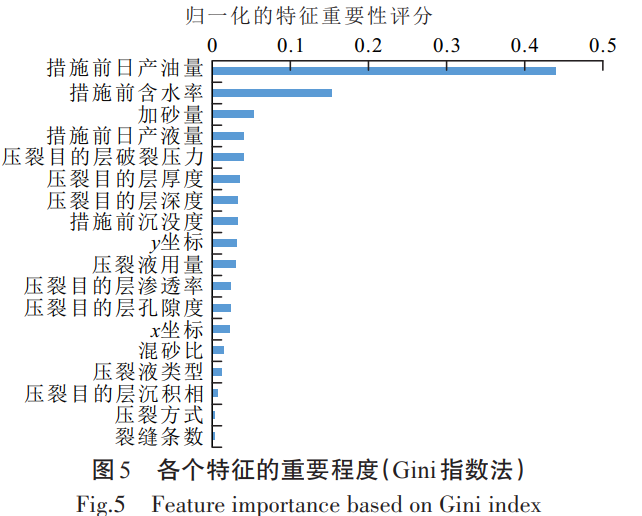 归一化的特征重要性评分
0 0.1 0.2 0.3 0.4 0.5
措施前日产油量
措施前含水率
加砂量
措施前日产液量
压裂目的层破裂压力
压裂目的层厚度
压裂目的层深度
措施前沉没度
y坐标
压裂液用量
压裂目的层渗透率
压裂目的层孔隙度
x坐标
混砂比
压裂液类型
压裂目的层沉积相
压裂方式
裂缝条数
图5 各个特征的重要程度(Gini指数法)
Fig.5 Feature importance based on Gini index